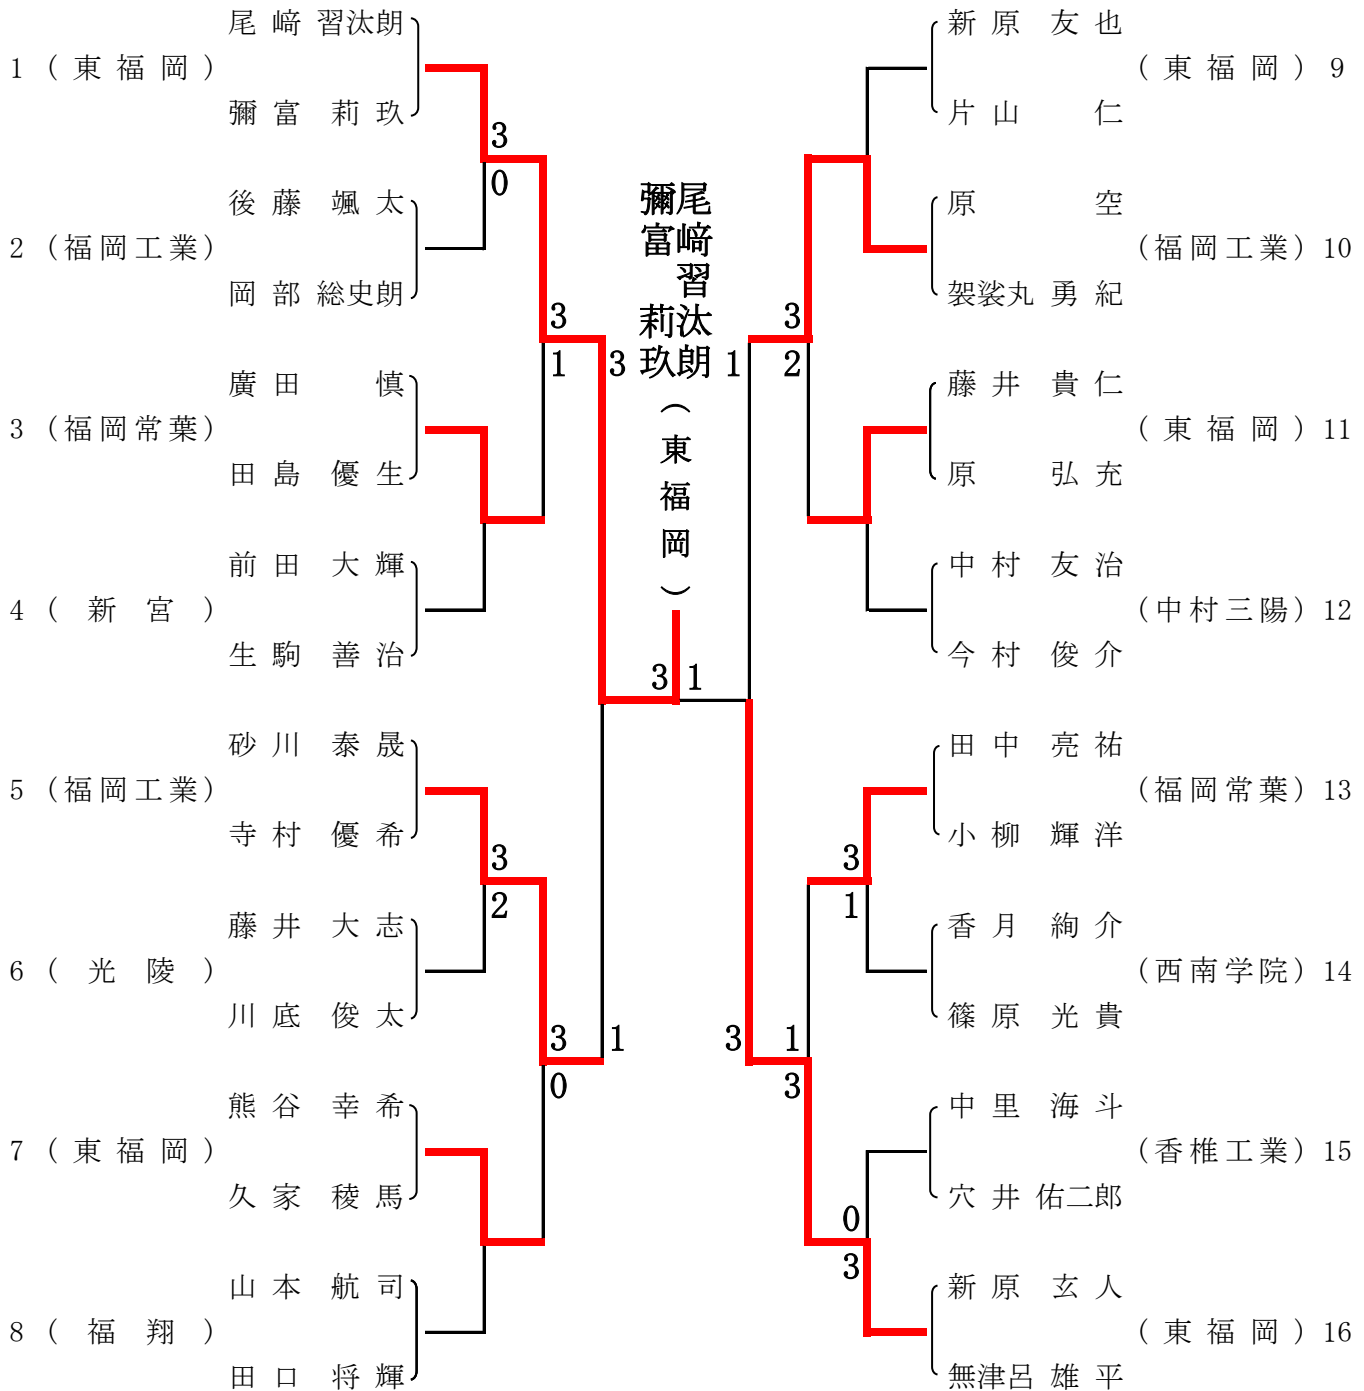 尾﨑 習汰朗
1 (東福岡)
彌富 莉玖
3
0
後藤 颯太
2 (福岡工業)
岡部 総史朗
3
1
廣田 慎
3 (福岡常葉)
田島 優生
前田 大輝
4 (新宮)
生駒 善治
砂川 泰晟
5 (福岡工業)
寺村 優希
3
2
藤井 大志
6 (光陵)
川底 俊太
3
0
熊谷 幸希
7 (東福岡)
久家 稜馬
山本 航司
8 (福翔)
田口 将輝
3
1
尾﨑習汰朗
彌富 莉玖
(東福岡)
3 1
1
3
新原 友也
(東福岡) 9
片山 仁
原 空
(福岡工業) 10
袈裟丸 勇紀
3
2
藤井 貴仁
(東福岡) 11
原 弘充
中村 友治
(中村三陽) 12
今村 俊介
田中 亮祐
(福岡常葉) 13
小柳 輝洋
3
1
香月 絢介
(西南学院) 14
篠原 光貴
1
3
中里 海斗
(香椎工業) 15
穴井 佑二郎
0
3
新原 玄人
(東福岡) 16
無津呂 雄平